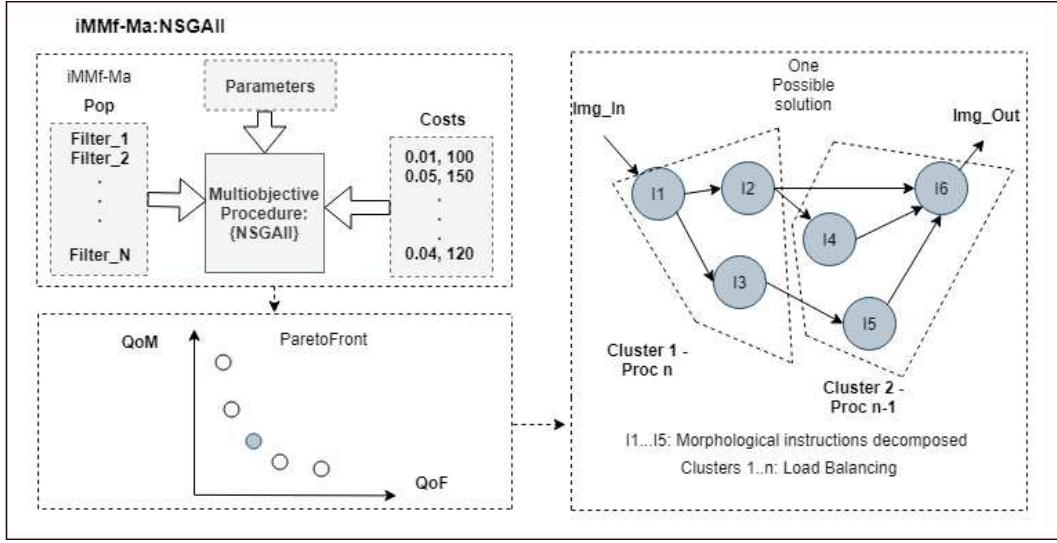 iMMf-Ma:NSGAII
iMMf-Ma
Pop
Filter_1
Filter_2
.
.
.
Filter_N
Parameters
Multiobjective
Procedure:
{NSGAII}
Costs
0.01, 100
0.05, 150
.
.
.
0.04, 120
QoM
ParetoFront
QoF
One
Possible
solution
Img_In
Img_Out
I1
I2
I6
I4
I3
I5
Cluster 1 -
Proc n
Cluster 2 -
Proc n-1
I1...I5: Morphological instructions decomposed
Clusters 1..n: Load Balancing